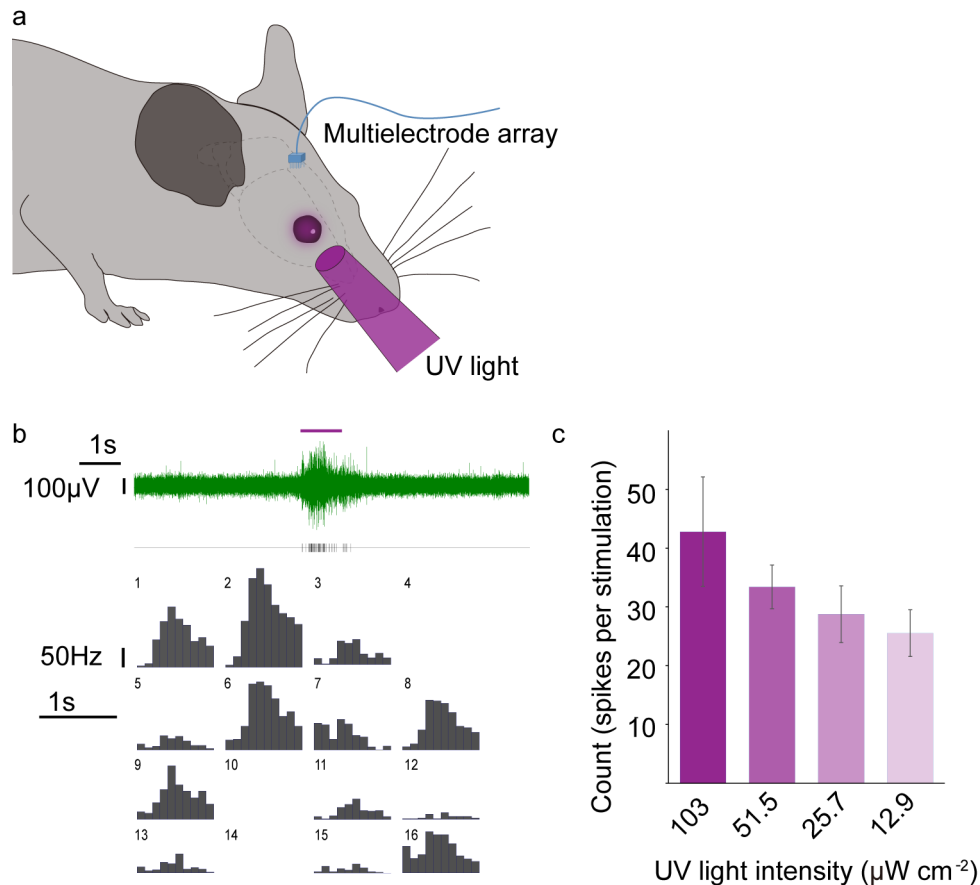 a
Multielectrode array
UV light
b
1s
100µV
1 2 3 4
50Hz
1s
5 6 7 8
9 10 11 12
13 14 15 16
c
Count (spikes per stimulation)
50
40
30
20
10
103 51.5 25.7 12.9
UV light intensity (µW cm⁻²)